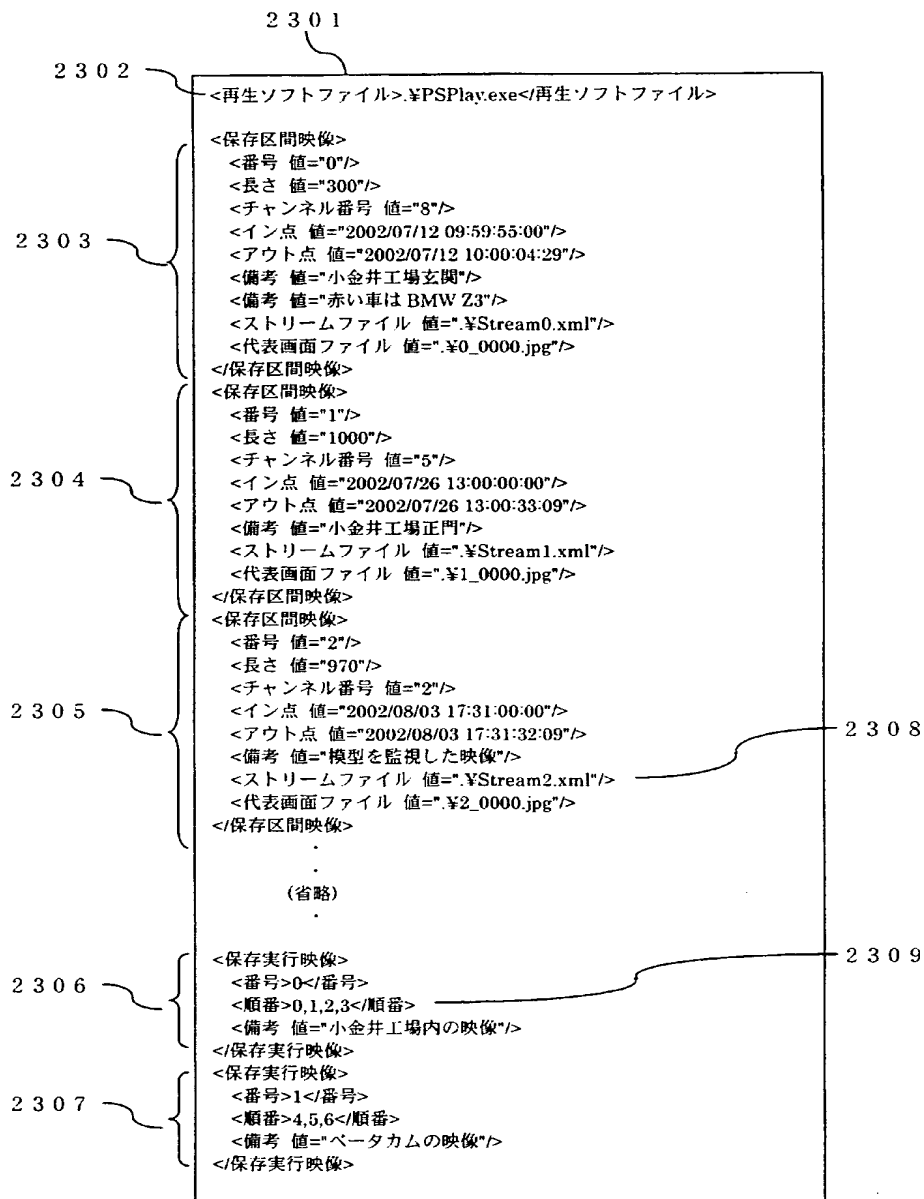 ２３０１
２３０２
<再生ソフトファイル>.¥PSPlay.exe</再生ソフトファイル>
２３０３
<保存区間映像>
<番号 値="0"/>
<長さ 値="300"/>
<チャンネル番号 値="8"/>
<イン点 値="2002/07/12 09:59:55:00"/>
<アウト点 値="2002/07/12 10:00:04:29"/>
<備考 値="小金井工場玄関"/>
<備考 値="赤い車は BMW Z3"/>
<ストリームファイル 値=".¥Stream0.xml"/>
<代表画面ファイル 値=".¥0_0000.jpg"/>
</保存区間映像>
２３０４
<保存区間映像>
<番号 値="1"/>
<長さ 値="1000"/>
<チャンネル番号 値="5"/>
<イン点 値="2002/07/26 13:00:00:00"/>
<アウト点 値="2002/07/26 13:00:33:09"/>
<備考 値="小金井工場正門"/>
<ストリームファイル 値=".¥Stream1.xml"/>
<代表画面ファイル 値=".¥1_0000.jpg"/>
</保存区間映像>
２３０５
<保存区間映像>
<番号 値="2"/>
<長さ 値="970"/>
<チャンネル番号 値="2"/>
<イン点 値="2002/08/03 17:31:00:00"/>
<アウト点 値="2002/08/03 17:31:32:09"/>
<備考 値="模型を監視した映像"/>
<ストリームファイル 値=".¥Stream2.xml"/>
２３０８
<代表画面ファイル 値=".¥2_0000.jpg"/>
</保存区間映像>
(省略)
２３０６
<保存実行映像>
<番号>0</番号>
<順番>0,1,2,3</順番>
２３０９
<備考 値="小金井工場内の映像"/>
</保存実行映像>
２３０７
<保存実行映像>
<番号>1</番号>
<順番>4,5,6</順番>
<備考 値="ベータカムの映像"/>
</保存実行映像>